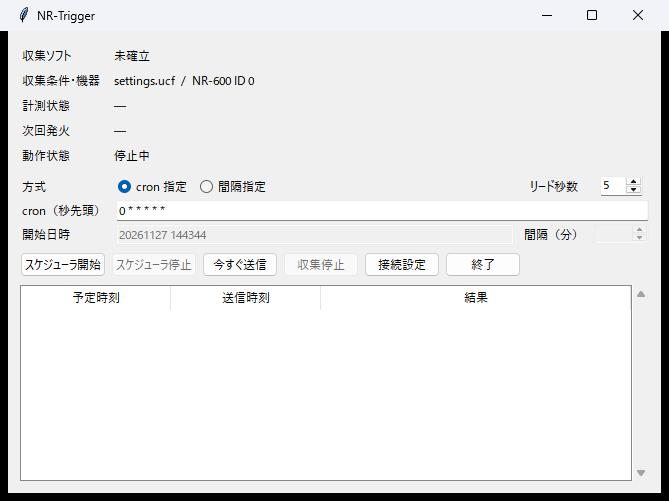 NR-Trigger
収集ソフト 未確立
収集条件・機器 settings.ucf / NR-600 ID 0
計測状態 —
次回発火 —
動作状態 停止中
方式 cron 指定 間隔指定 リード秒数 5
cron（秒先頭） 0 * * * * *
開始日時 20261127 144344 間隔（分）
スケジューラ開始 スケジューラ停止 今すぐ送信 収集停止 接続設定 終了
予定時刻 送信時刻 結果